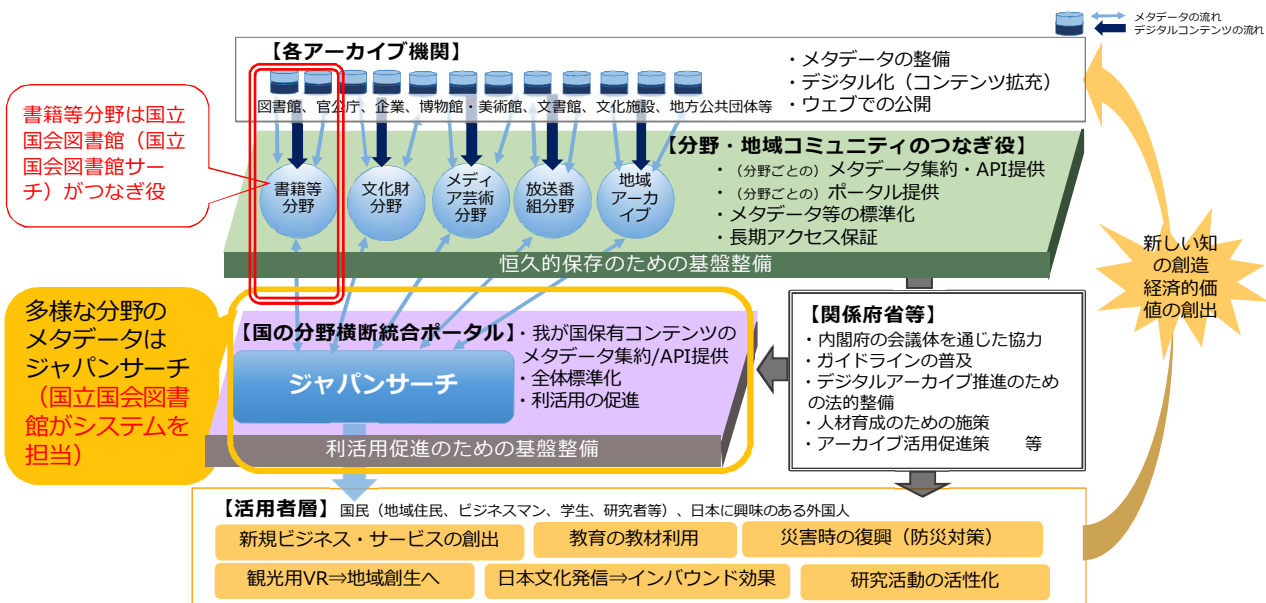 メタデータの流れ
デジタルコンテンツの流れ
【各アーカイブ機関】
・メタデータの整備
・デジタル化（コンテンツ拡充）
・ウェブでの公開
図書館、官公庁、企業、博物館・美術館、文書館、文化施設、地方公共団体等
書籍等分野は国立
国会図書館（国立
国会図書館サー
チ）がつなぎ役
【分野・地域コミュニティのつなぎ役】
・（分野ごとの）メタデータ集約・API提供
・（分野ごとの）ポータル提供
・メタデータ等の標準化
・長期アクセス保証
書籍等
分野
文化財
分野
メディ
ア芸術
分野
放送番
組分野
地域
アーカ
イブ
恒久的保存のための基盤整備
新しい知
の創造
経済的価
値の創出
多様な分野の
メタデータは
ジャパンサーチ
（国立国会図書
館がシステムを
担当）
【国の分野横断統合ポータル】
・我が国保有コンテンツの
メタデータ集約/API提供
・全体標準化
・利活用の促進
ジャパンサーチ
利活用促進のための基盤整備
【関係府省等】
・内閣府の会議体を通じた協力
・ガイドラインの普及
・デジタルアーカイブ推進のため
の法的整備
・人材育成のための施策
・アーカイブ活用促進策　等
【活用者層】国民（地域住民、ビジネスマン、学生、研究者等）、日本に興味のある外国人
新規ビジネス・サービスの創出
教育の教材利用
災害時の復興（防災対策）
観光用VR⇒地域創生へ
日本文化発信⇒インバウンド効果
研究活動の活性化